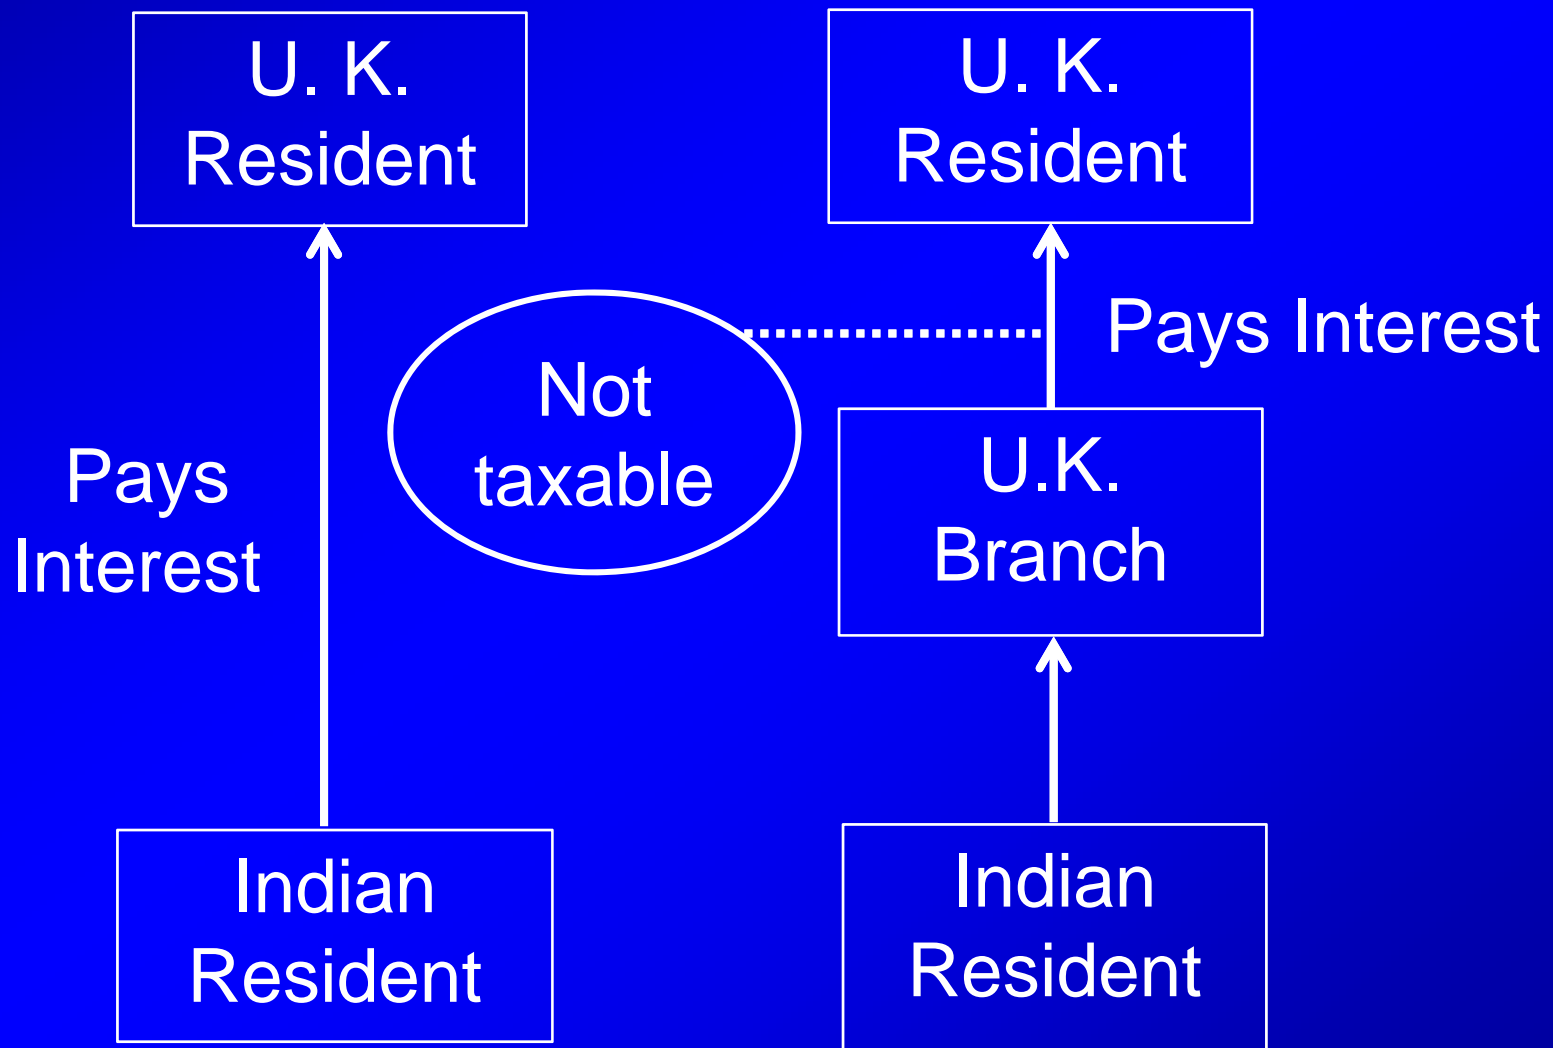 U. K.
Resident
Pays
Interest
Indian
Resident
Not
taxable
U. K.
Resident
Pays Interest
U.K.
Branch
Indian
Resident